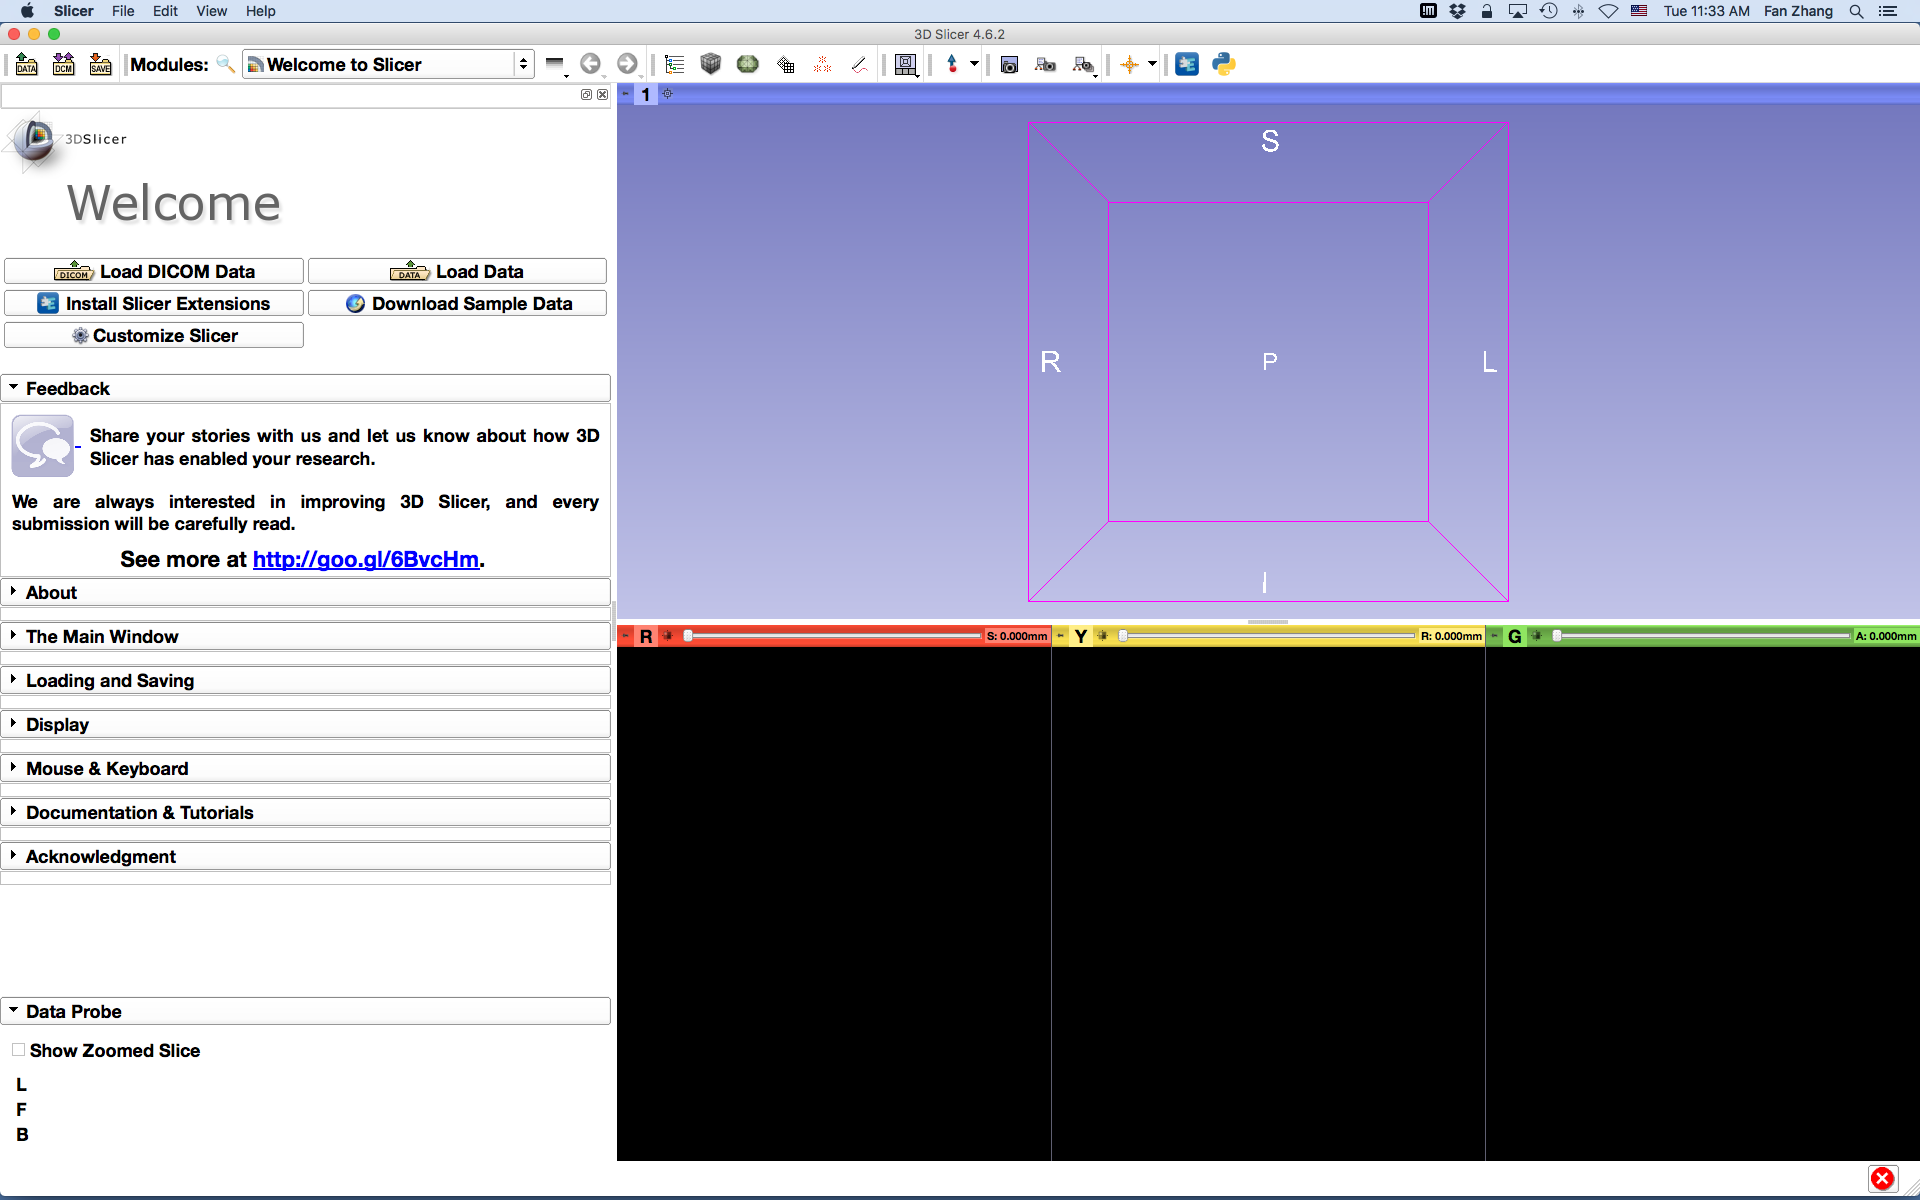 Slicer File Edit View Help Tue 11:33 AM Fan Zhang
3D Slicer 4.6.2
DATA DCM SAVE Modules: Welcome to Slicer
1
3DSlicer
Welcome
DICOM Load DICOM Data DATA Load Data
Install Slicer Extensions Download Sample Data
Customize Slicer
Feedback
Share your stories with us and let us know about how 3D
Slicer has enabled your research.
We are always interested in improving 3D Slicer, and every
submission will be carefully read.
See more at http://goo.gl/6BvcHm.
About
The Main Window
Loading and Saving
Display
Mouse & Keyboard
Documentation & Tutorials
Acknowledgment
Data Probe
Show Zoomed Slice
L
F
B
S
R P L
I
R S: 0.000mm Y R: 0.000mm G A: 0.000mm